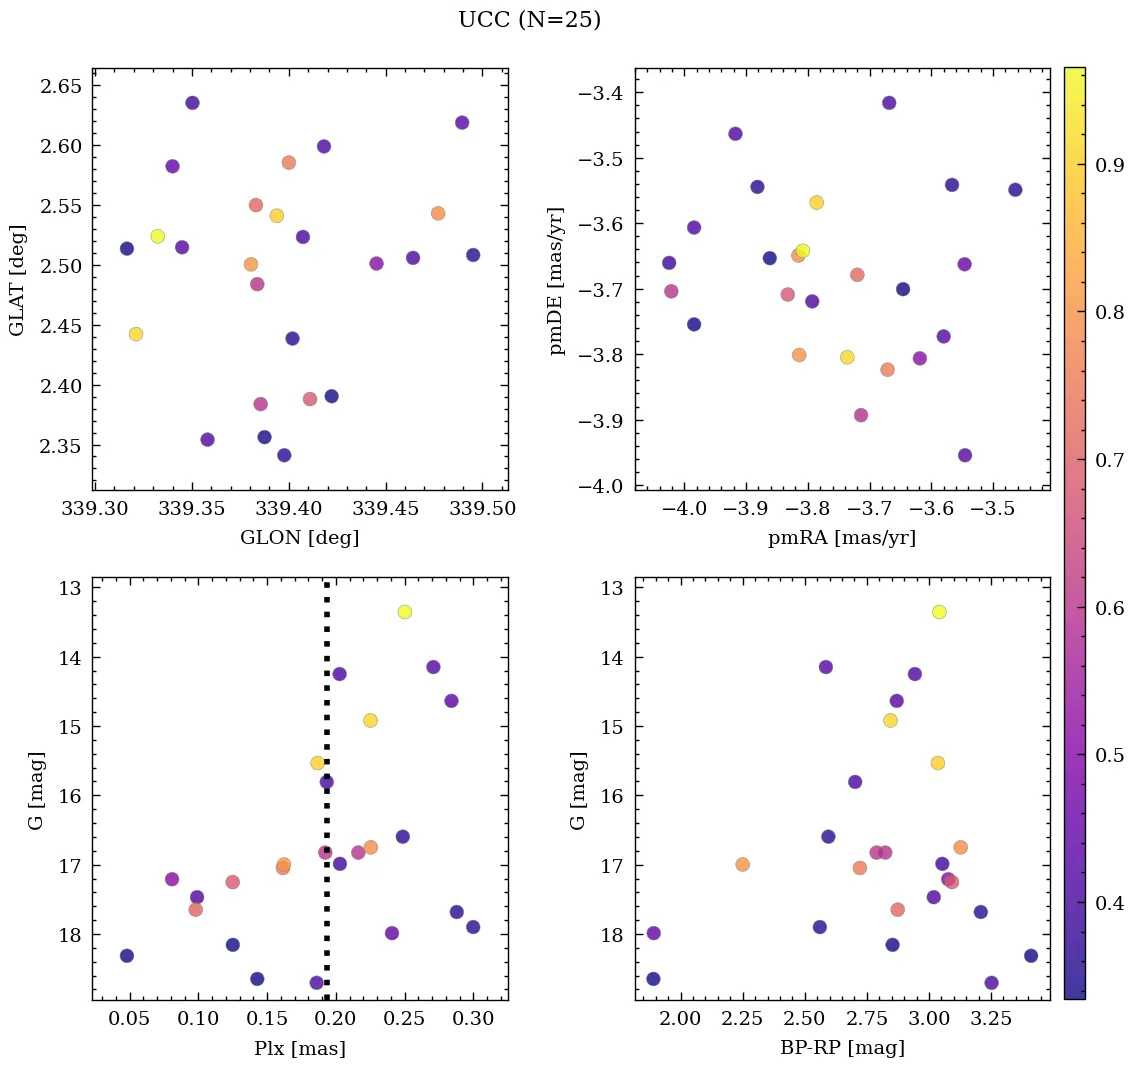 UCC (N=25)
2.65
2.60
2.55
2.50
2.45
2.40
2.35
GLAT [deg]
339.30 339.35 339.40 339.45 339.50
GLON [deg]
−3.4
−3.5
−3.6
−3.7
−3.8
−3.9
−4.0
pmDE [mas/yr]
−4.0 −3.9 −3.8 −3.7 −3.6 −3.5
pmRA [mas/yr]
13
14
15
16
17
18
G [mag]
0.05 0.10 0.15 0.20 0.25 0.30
Plx [mas]
13
14
15
16
17
18
G [mag]
2.00 2.25 2.50 2.75 3.00 3.25
BP-RP [mag]
0.9
0.8
0.7
0.6
0.5
0.4